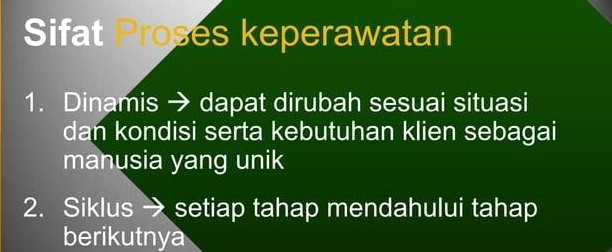 Sifat Proses keperawatan
1. Dinamis → dapat dirubah sesuai situasi
dan kondisi serta kebutuhan klien sebagai
manusia yang unik
2. Siklus → setiap tahap mendahului tahap
berikutnya